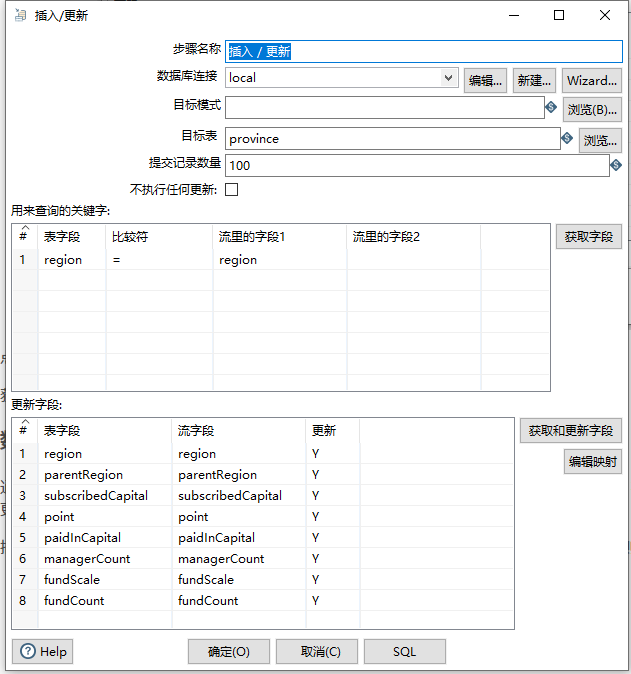 插入/更新
步骤名称 插入 / 更新
数据库连接 local 编辑... 新建... Wizard...
目标模式 浏览(B)...
目标表 province 浏览...
提交记录数量 100
不执行任何更新:
用来查询的关键字:
# 表字段 比较符 流里的字段1 流里的字段2 获取字段
1 region = region
更新字段:
# 表字段 流字段 更新 获取和更新字段
1 region region Y
编辑映射
2 parentRegion parentRegion Y
3 subscribedCapital subscribedCapital Y
4 point point Y
5 paidInCapital paidInCapital Y
6 managerCount managerCount Y
7 fundScale fundScale Y
8 fundCount fundCount Y
Help 确定(O) 取消(C) SQL